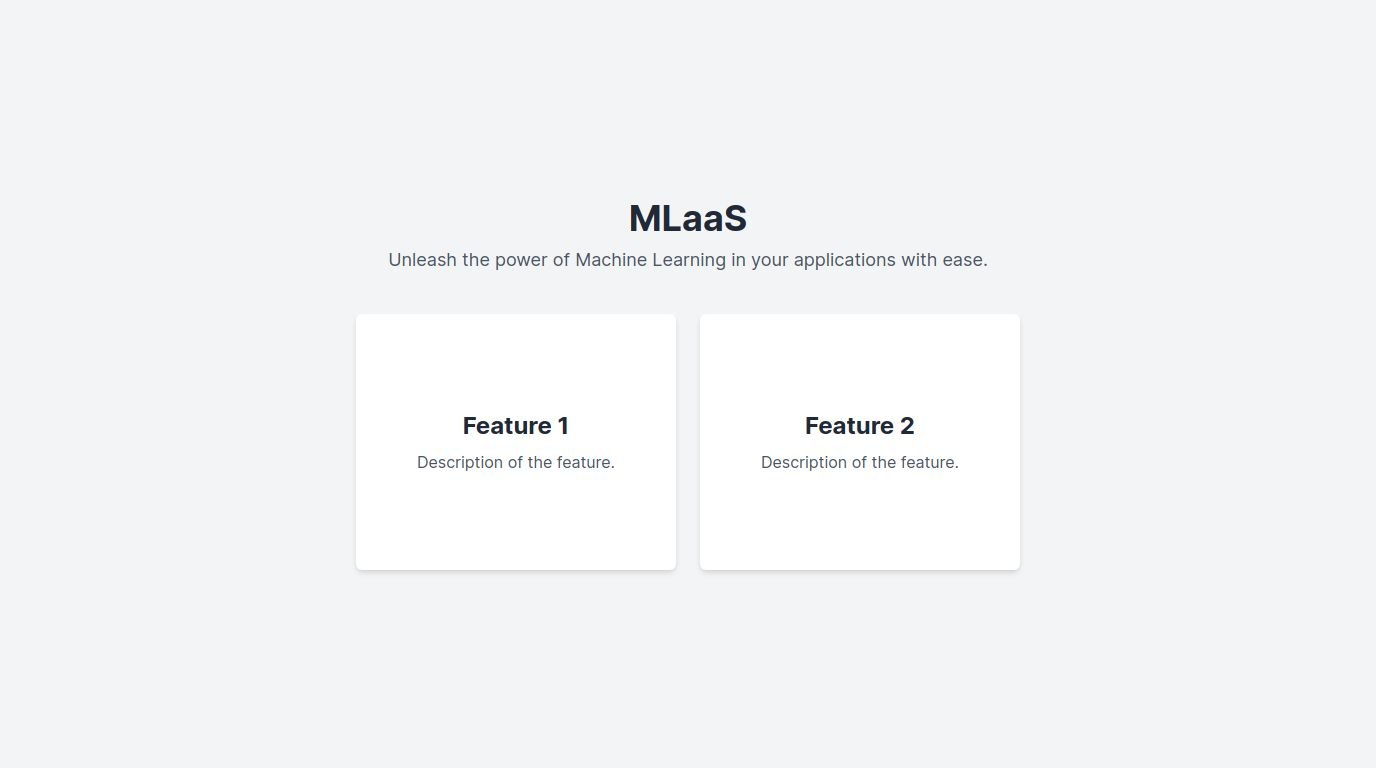 MLaaS
Unleash the power of Machine Learning in your applications with ease.
Feature 1
Description of the feature.
Feature 2
Description of the feature.